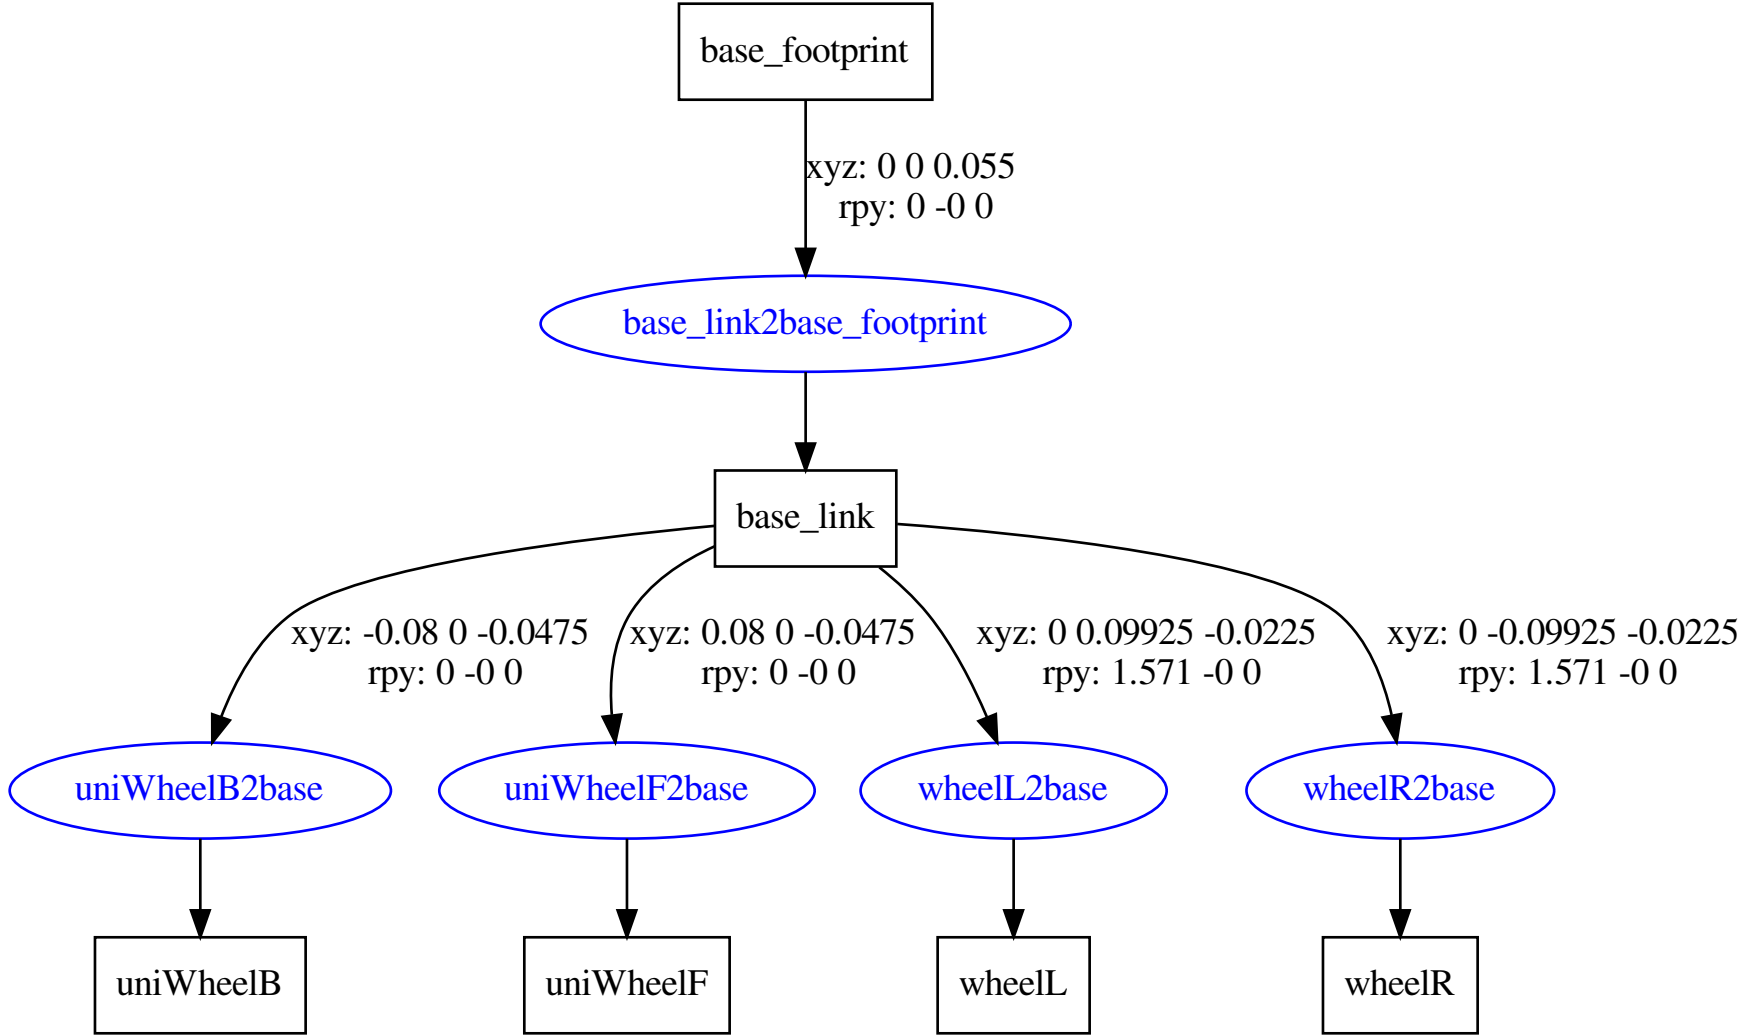 base_footprint
xyz: 0 0 0.055
rpy: 0 -0 0
base_link2base_footprint
base_link
xyz: -0.08 0 -0.0475
rpy: 0 -0 0
xyz: 0.08 0 -0.0475
rpy: 0 -0 0
xyz: 0 0.09925 -0.0225
rpy: 1.571 -0 0
xyz: 0 -0.09925 -0.0225
rpy: 1.571 -0 0
uniWheelB2base
uniWheelF2base
wheelL2base
wheelR2base
uniWheelB
uniWheelF
wheelL
wheelR